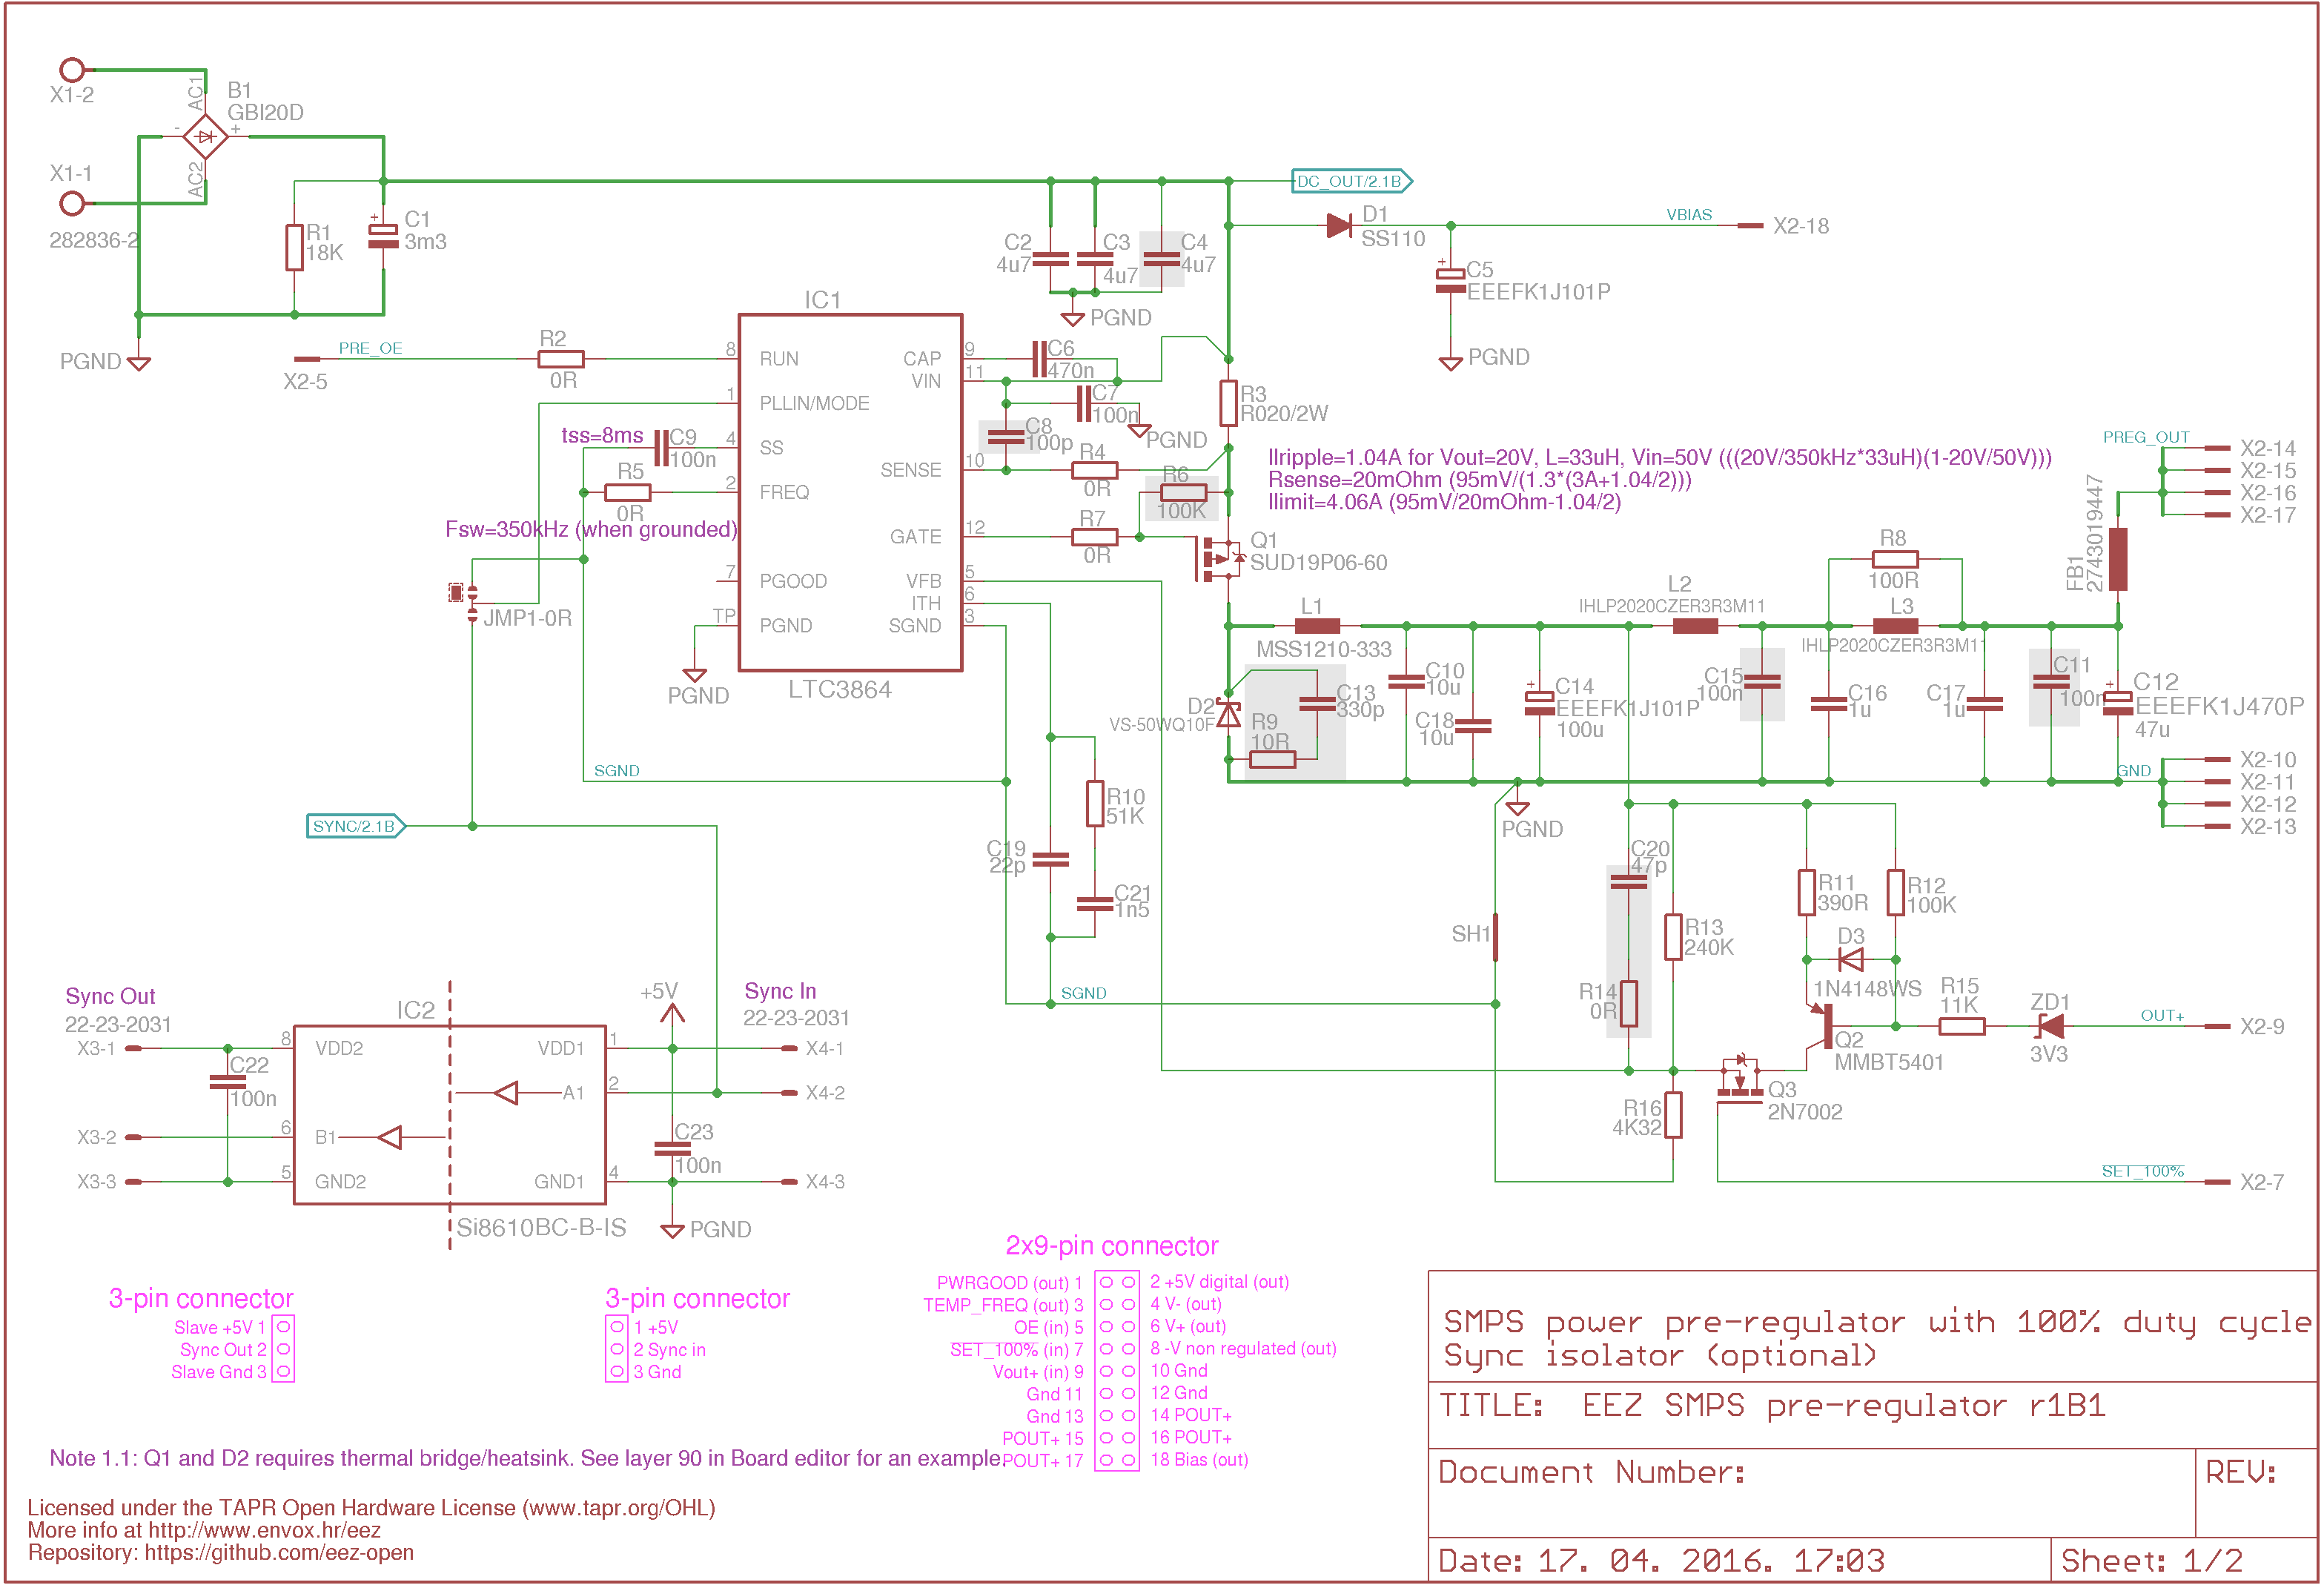 X1-2
B1
GBI20D
AC1
-
+
AC2
X1-1
282836-2
R1
18K
+
C1
3m3
PGND
DC_OUT/2.1B
D1
SS110
VBIAS
X2-18
C2
4u7
C3
4u7
C4
4u7
PGND
+
C5
EEEFK1J101P
PGND
IC1
PRE_OE
X2-5
R2
0R
8
RUN
1
PLLIN/MODE
tss=8ms
C9
100n
4
SS
R5
0R
2
FREQ
Fsw=350kHz (when grounded)
7
PGOOD
TP
PGND
JMP1-0R
PGND
LTC3864
CAP
9
VIN
11
SENSE
10
GATE
12
VFB
5
ITH
6
SGND
3
C6
470n
C7
100n
PGND
C8
100p
R3
R020/2W
R4
0R
R6
100K
R7
0R
Q1
SUD19P06-60
IIripple=1.04A for Vout=20V, L=33uH, Vin=50V (((20V/350kHz*33uH)(1-20V/50V)))
Rsense=20mOhm (95mV/(1.3*(3A+1.04/2)))
Ilimit=4.06A (95mV/20mOhm-1.04/2)
PREG_OUT
X2-14
X2-15
X2-16
X2-17
FB1
2743019447
R8
100R
L1
MSS1210-333
L2
IHLP2020CZER3R3M11
L3
IHLP2020CZER3R3M11
D2
VS-50WQ10F
C13
330p
R9
10R
C10
10u
C18
10u
+
C14
EEEFK1J101P
100u
C15
100n
C16
1u
C17
1u
C11
100n
+
C12
EEEFK1J470P
47u
GND
X2-10
X2-11
X2-12
X2-13
PGND
SGND
SYNC/2.1B
R10
51K
C19
22p
C21
1n5
SGND
SH1
C20
47p
R14
0R
R13
240K
R11
390R
R12
100K
D3
1N4148WS
R15
11K
ZD1
3V3
OUT+
X2-9
Q2
MMBT5401
Q3
2N7002
R16
4K32
SET_100%
X2-7
Sync Out
22-23-2031
X3-1
X3-2
X3-3
C22
100n
IC2
8
VDD2
6
B1
5
GND2
VDD1
1
A1
2
GND1
4
Si8610BC-B-IS
+5V
Sync In
22-23-2031
X4-1
X4-2
X4-3
C23
100n
PGND
3-pin connector
Slave +5V 1
Sync Out 2
Slave Gnd 3
3-pin connector
1 +5V
2 Sync in
3 Gnd
2x9-pin connector
PWRGOOD (out) 1 2 +5V digital (out)
TEMP_FREQ (out) 3 4 V- (out)
OE (in) 5 6 V+ (out)
SET_100% (in) 7 8 -V non regulated (out)
Vout+ (in) 9 10 Gnd
Gnd 11 12 Gnd
Gnd 13 14 POUT+
POUT+ 15 16 POUT+
POUT+ 17 18 Bias (out)
Note 1.1: Q1 and D2 requires thermal bridge/heatsink. See layer 90 in Board editor for an example.
Licensed under the TAPR Open Hardware License (www.tapr.org/OHL)
More info at http://www.envox.hr/eez
Repository: https://github.com/eez-open
SMPS power pre-regulator with 100% duty cycle
Sync isolator (optional)
TITLE: EEZ SMPS pre-regulator r1B1
Document Number:
REV:
Date: 17. 04. 2016. 17:03
Sheet: 1/2